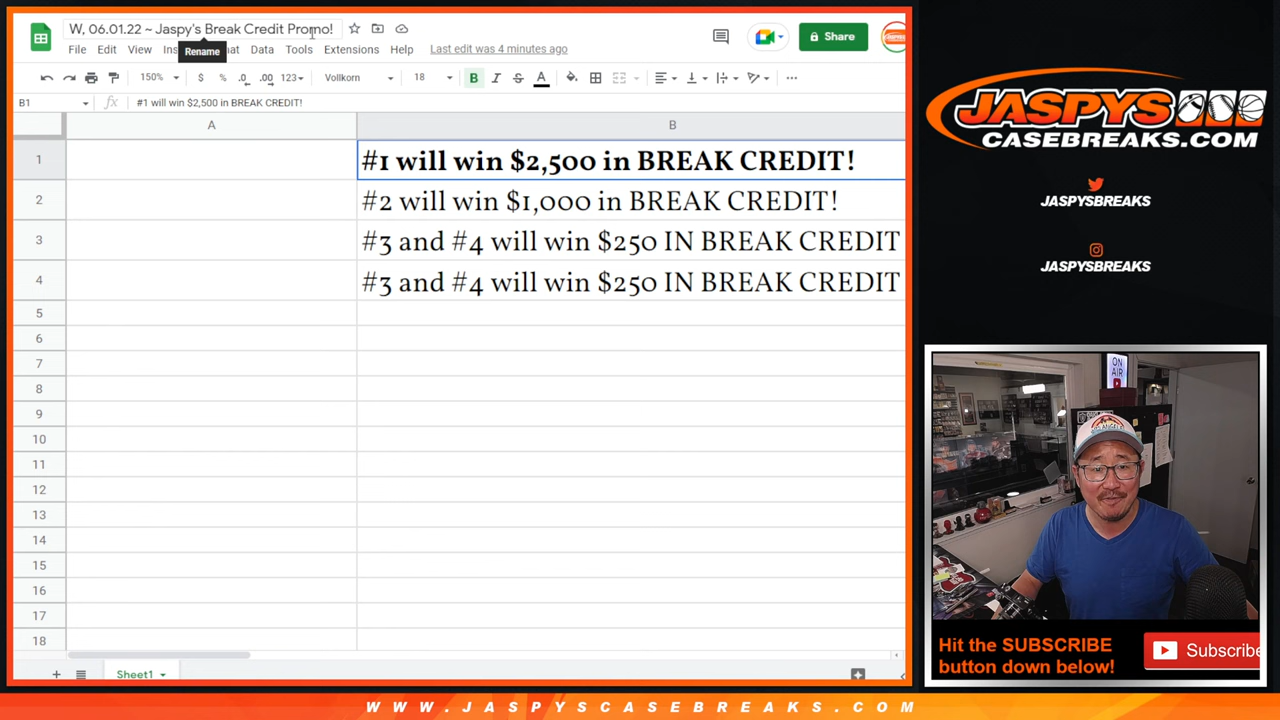 W, 06.01.22 ~ Jaspy's Break Credit Promo!
File Edit View Ins at Data Tools Extensions Help Last edit was 4 minutes ago
Rename
Share
150% $ % .0 .00 123 Vollkorn 18 B I S A
B1 fx #1 will win $2,500 in BREAK CREDIT!
A B
1 #1 will win $2,500 in BREAK CREDIT!
2 #2 will win $1,000 in BREAK CREDIT!
3 #3 and #4 will win $250 IN BREAK CREDIT
4 #3 and #4 will win $250 IN BREAK CREDIT
5
6
7
8
9
10
11
12
13
14
15
16
17
18
Sheet1
JASPYS
CASEBREAKS.COM
JASPYSBREAKS
JASPYSBREAKS
ON
AIR
Hit the SUBSCRIBE
button down below!
Subscribe
WWW.JASPYSCASEBREAKS.COM